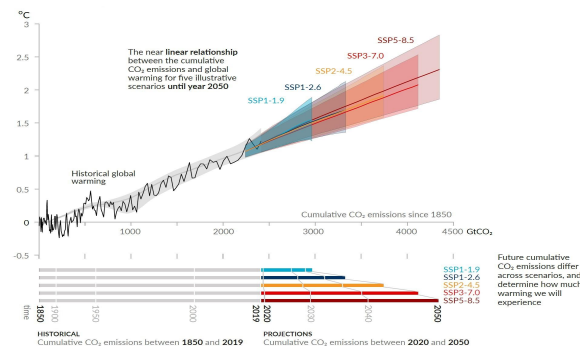 °C
3
2.5
2
1.5
1
0.5
0
-0.5
The near linear relationship
between the cumulative
CO₂ emissions and global
warming for five illustrative
scenarios until year 2050
SSP5-8.5
SSP3-7.0
SSP2-4.5
SSP1-2.6
SSP1-1.9
Historical global
warming
Cumulative CO₂ emissions since 1850
1000
2000
3000
4000
4500
GtCO₂
SSP1-1.9
SSP1-2.6
SSP2-4.5
SSP3-7.0
SSP5-8.5
Future cumulative
CO₂ emissions differ
across scenarios, and
determine how much
warming we will
experience
time
1850
1900
1950
2000
2019
2020
2030
2040
2050
HISTORICAL
Cumulative CO₂ emissions between 1850 and 2019
PROJECTIONS
Cumulative CO₂ emissions between 2020 and 2050